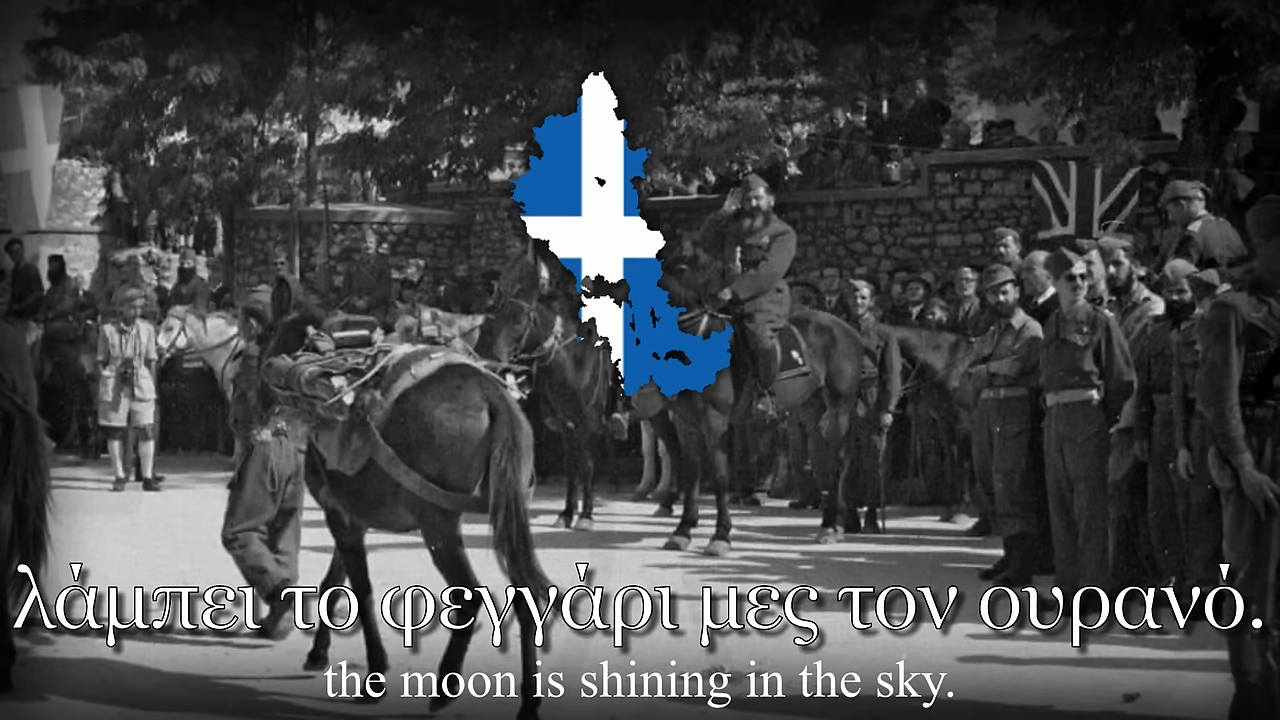 λάμπει το φεγγάρι μες τον ουρανό.
the moon is shining in the sky.